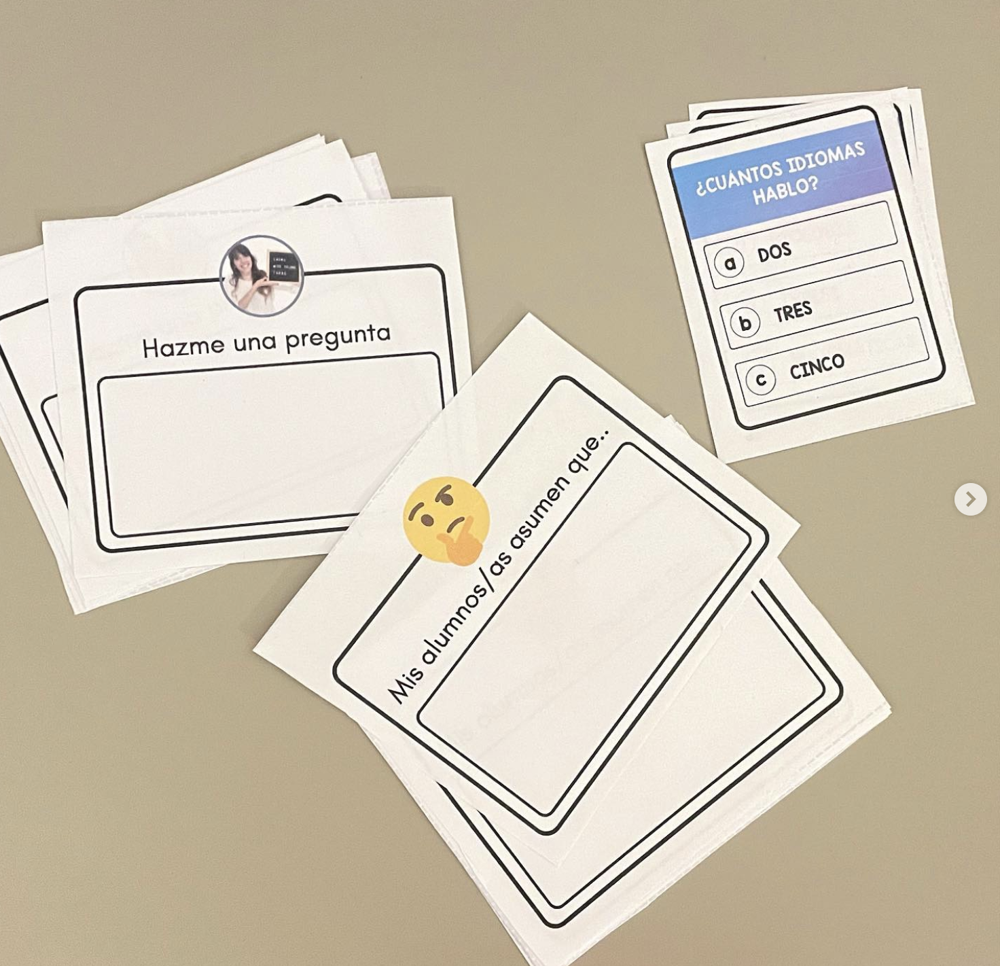 Hazme una pregunta
¿CUÁNTOS IDIOMAS
HABLO?
a DOS
b TRES
c CINCO
Mis alumnos/as asumen que..